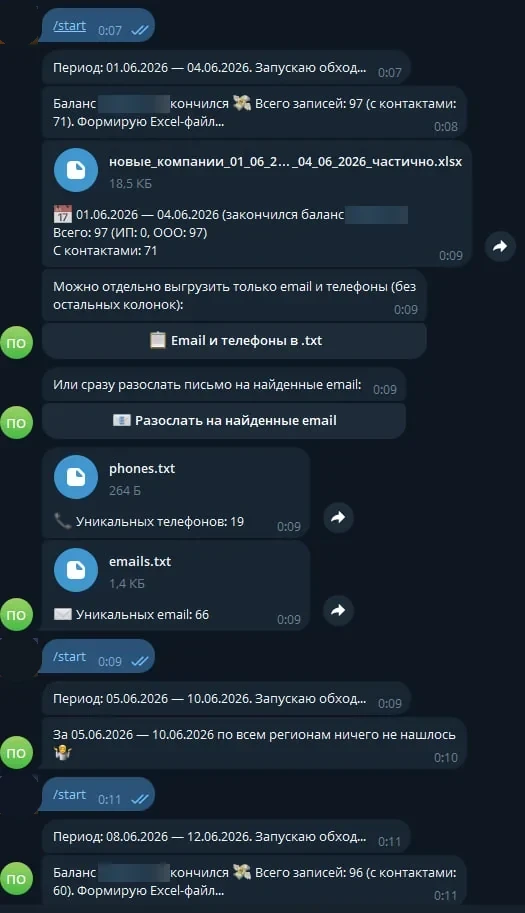 /start 0:07
Период: 01.06.2026 — 04.06.2026. Запускаю обход... 0:07
Баланс кончился 💸 Всего записей: 97 (с контактами:
71). Формирую Excel-файл... 0:08
новые_компании_01_06_2... _04_06_2026_частично.xlsx
18,5 КБ
📅 01.06.2026 — 04.06.2026 (закончился баланс
Всего: 97 (ИП: 0, ООО: 97)
С контактами: 71 0:09
Можно отдельно выгрузить только email и телефоны (без
остальных колонок): 0:09
ПО 📋 Email и телефоны в .txt
Или сразу разослать письмо на найденные email: 0:09
ПО 📧 Разослать на найденные email
phones.txt
264 Б
📞 Уникальных телефонов: 19 0:09
emails.txt
1,4 КБ
ПО ✉️ Уникальных email: 66 0:09
/start 0:09
Период: 05.06.2026 — 10.06.2026. Запускаю обход... 0:09
За 05.06.2026 — 10.06.2026 по всем регионам ничего не нашлось
ПО 🤷 0:10
/start 0:11
Период: 08.06.2026 — 12.06.2026. Запускаю обход... 0:11
ПО Баланс кончился 💸 Всего записей: 96 (с контактами:
60). Формирую Excel-файл... 0:11